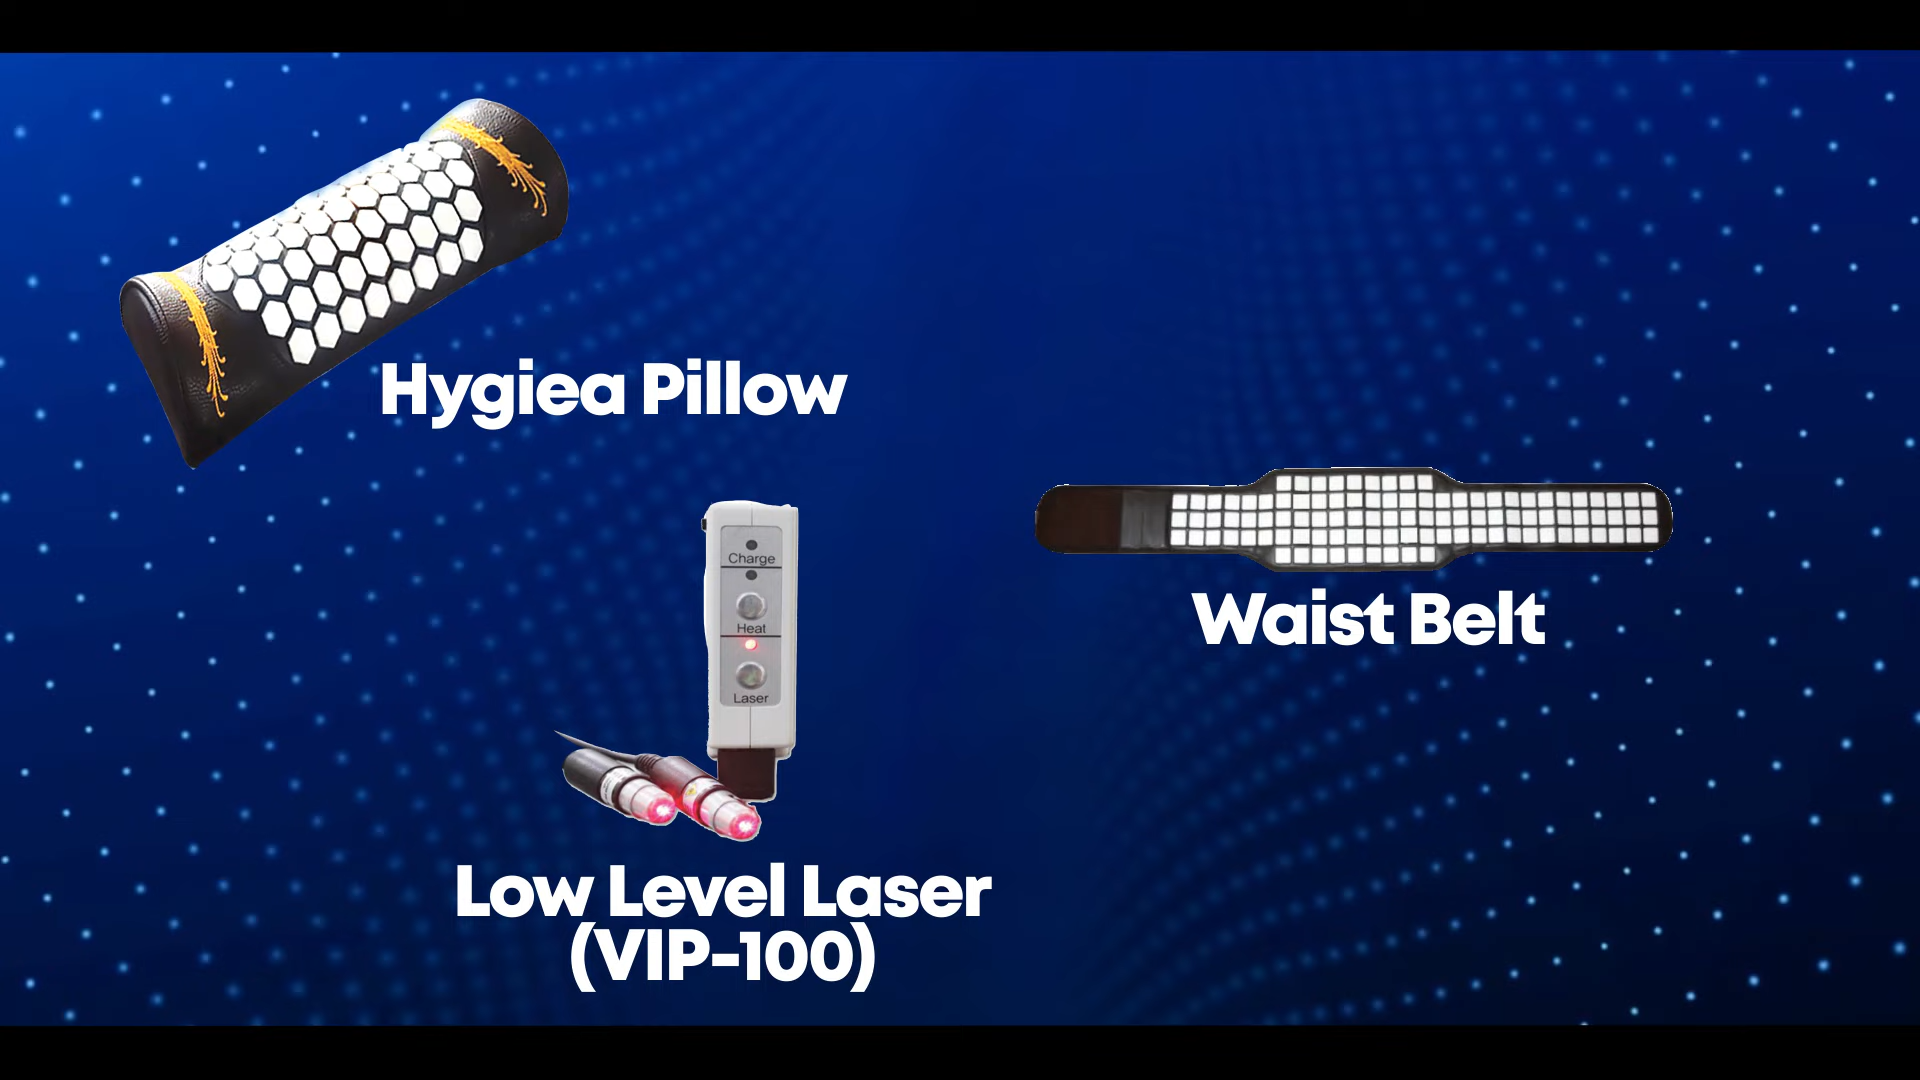 Hygiea Pillow
Charge
Heat
Laser
Waist Belt
Low Level Laser
(VIP-100)